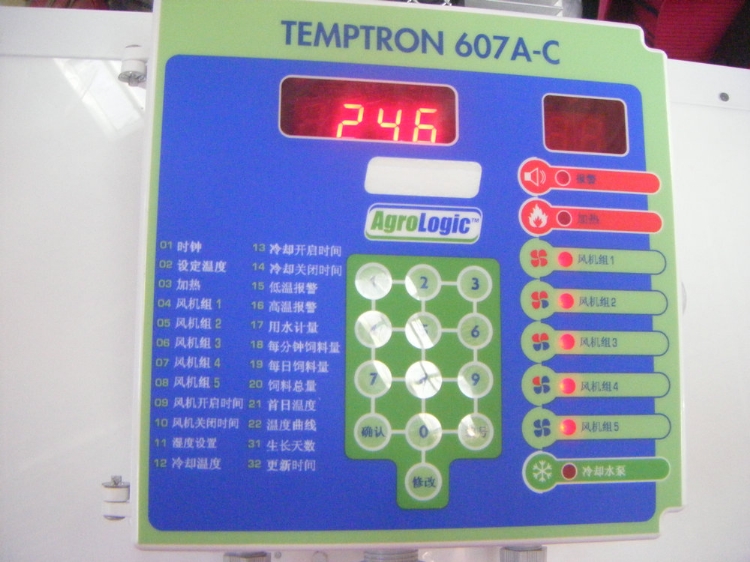 TEMPTRON 607A-C
246
AgroLogic™
报警
加热
风机组1
风机组2
风机组3
风机组4
风机组5
冷却水泵
01 时钟
02 设定温度
03 加热
04 风机组 1
05 风机组 2
06 风机组 3
07 风机组 4
08 风机组 5
09 风机开启时间
10 风机关闭时间
11 湿度设置
12 冷却温度
13 冷却开启时间
14 冷却关闭时间
15 低温报警
16 高温报警
17 用水计量
18 每分钟饲料量
19 每日饲料量
20 饲料总量
21 首日温度
22 温度曲线
31 生长天数
32 更新时间
2 3
6
7 9
确认 0
修改